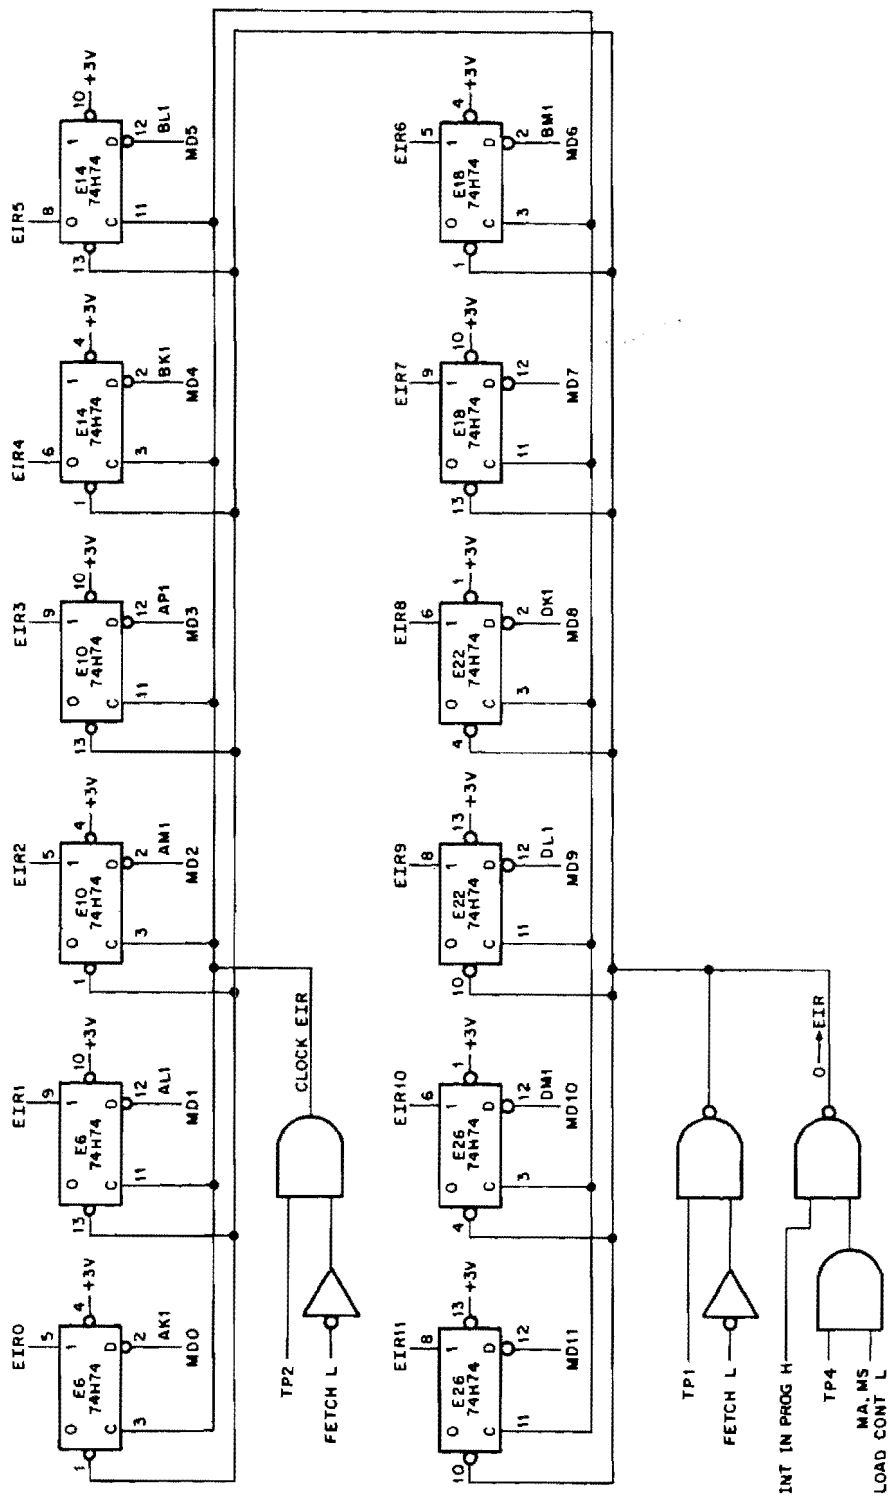 EIR0
5
1 0 1 4 +3V
E6
74H74
C D
3 2 AK1
MD0
EIR1
9
13 0 1 10 +3V
E6
74H74
C D
11 12 AL1
MD1
EIR2
5
1 0 1 4 +3V
E10
74H74
C D
3 2 AM1
MD2
EIR3
9
13 0 1 10 +3V
E10
74H74
C D
11 12 AP1
MD3
EIR4
6
1 0 1 4 +3V
E14
74H74
C D
3 2 BK1
MD4
EIR5
8
13 0 1 10 +3V
E14
74H74
C D
11 12 BL1
MD5
TP2
FETCH L
CLOCK EIR
EIR11
8
10 0 1 13 +3V
E26
74H74
C D
11 12
MD11
EIR10
6
4 0 1 1 +3V
E26
74H74
C D
3 12 DM1
MD10
EIR9
8
10 0 1 13 +3V
E22
74H74
C D
11 12 DL1
MD9
EIR8
6
4 0 1 1 +3V
E22
74H74
C D
3 2 DK1
MD8
EIR7
9
13 0 1 10 +3V
E18
74H74
C D
11 12
MD7
EIR6
5
1 0 1 4 +3V
E18
74H74
C D
3 2 BM1
MD6
TP1
FETCH L
INT IN PROG H
0→EIR
TP4
MA, MS
LOAD CONT L